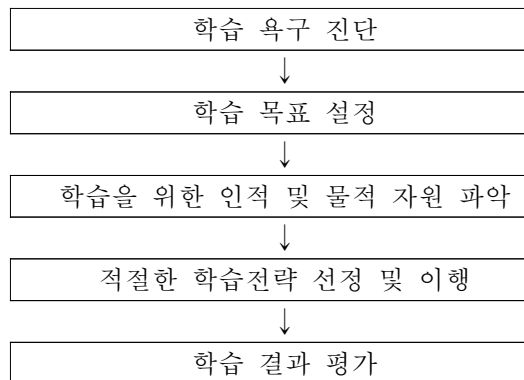 학습 욕구 진단
↓
학습 목표 설정
↓
학습을 위한 인적 및 물적 자원 파악
↓
적절한 학습전략 선정 및 이행
↓
학습 결과 평가